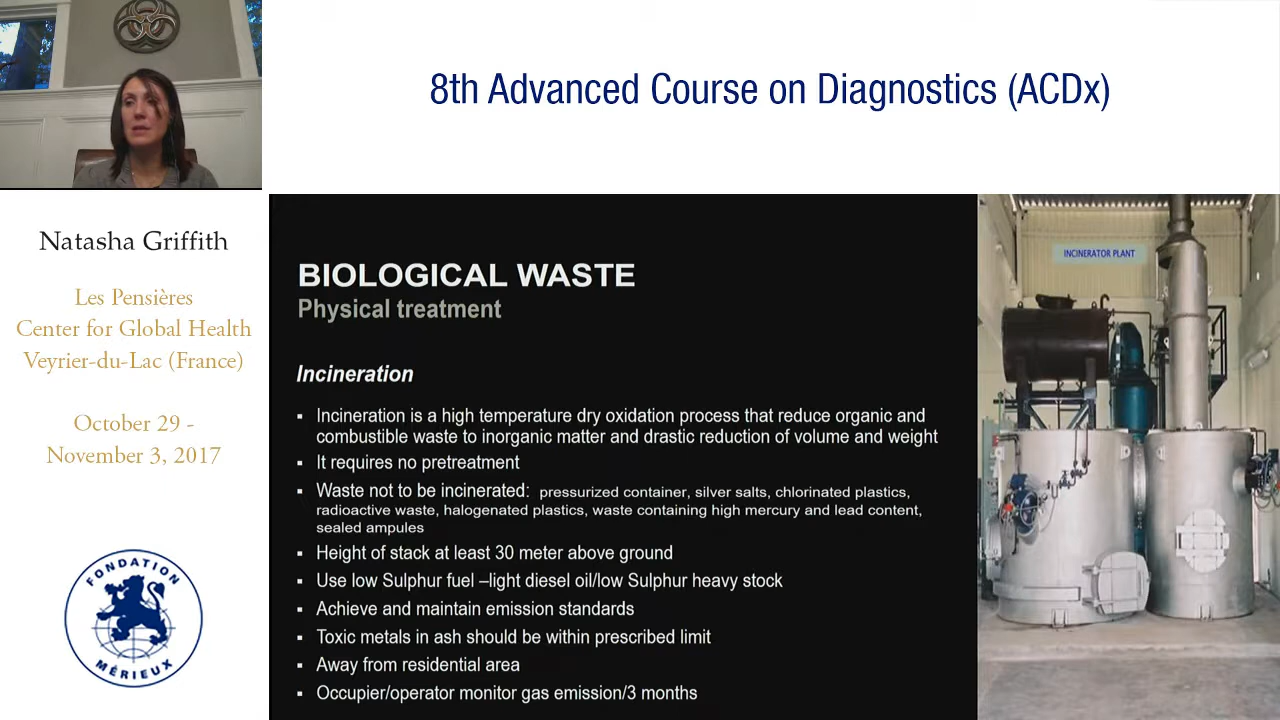 8th Advanced Course on Diagnostics (ACDx)
Natasha Griffith
Les Pensières
Center for Global Health
Veyrier-du-Lac (France)
October 29 -
November 3, 2017
FONDATION
MÉRIEUX
BIOLOGICAL WASTE
Physical treatment
Incineration
▪ Incineration is a high temperature dry oxidation process that reduce organic and
combustible waste to inorganic matter and drastic reduction of volume and weight
▪ It requires no pretreatment
▪ Waste not to be incinerated: pressurized container, silver salts, chlorinated plastics,
radioactive waste, halogenated plastics, waste containing high mercury and lead content,
sealed ampules
▪ Height of stack at least 30 meter above ground
▪ Use low Sulphur fuel –light diesel oil/low Sulphur heavy stock
▪ Achieve and maintain emission standards
▪ Toxic metals in ash should be within prescribed limit
▪ Away from residential area
▪ Occupier/operator monitor gas emission/3 months
INCINERATOR PLANT